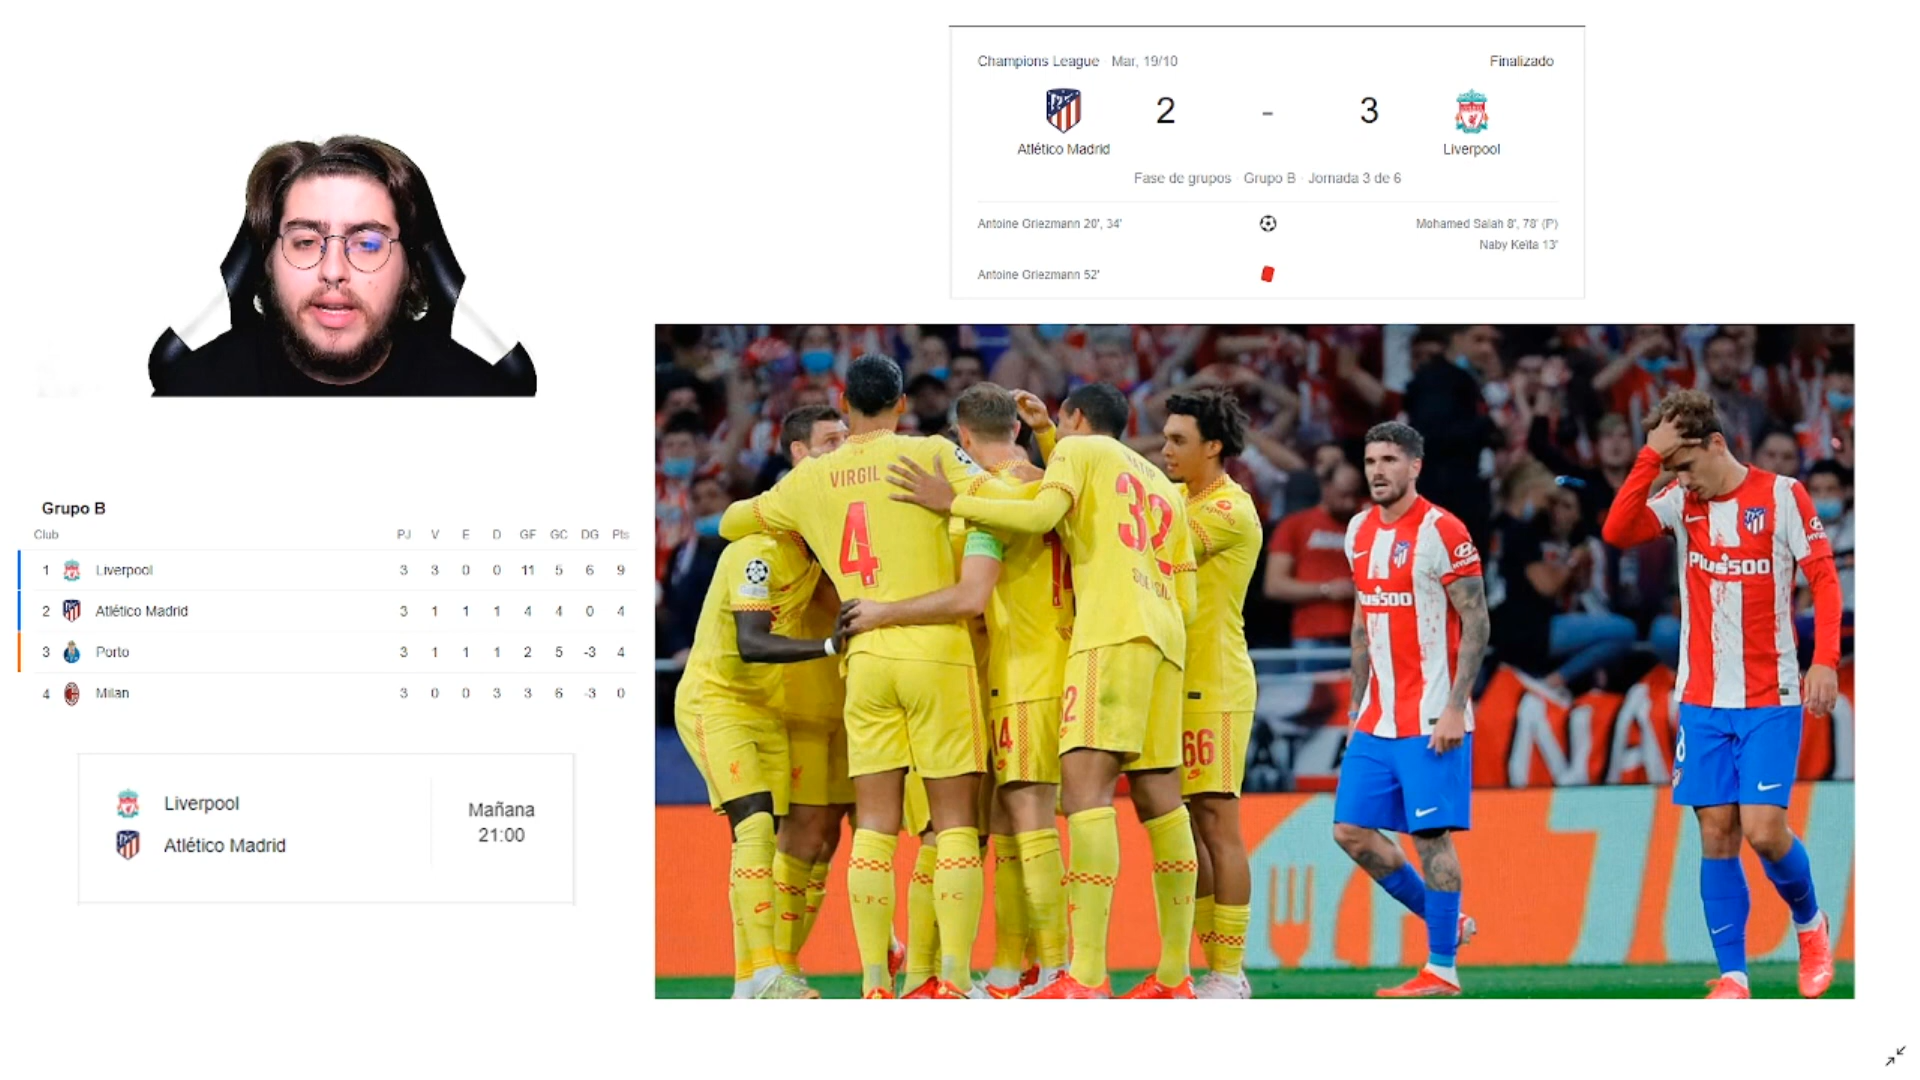 Champions League · Mar, 19/10 Finalizado
2 - 3
Atlético Madrid Liverpool
Fase de grupos · Grupo B · Jornada 3 de 6
Antoine Griezmann 20', 34' Mohamed Salah 8', 78' (P)
Naby Keïta 13'
Antoine Griezmann 52'
Grupo B
Club PJ V E D GF GC DG Pts
1 Liverpool 3 3 0 0 11 5 6 9
2 Atlético Madrid 3 1 1 1 4 4 0 4
3 Porto 3 1 1 1 2 5 -3 4
4 Milan 3 0 0 3 3 6 -3 0
Liverpool
Atlético Madrid
Mañana
21:00
VIRGIL
4
32
14
66
Plus500
Plus500
LFC